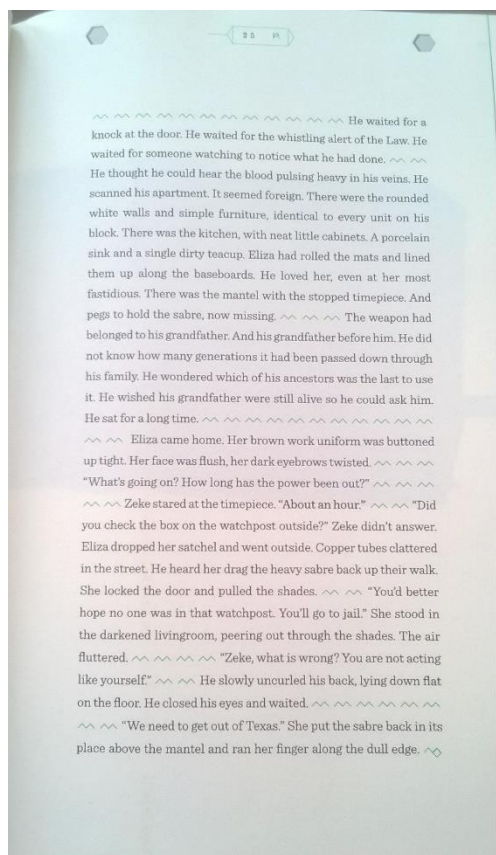 25
He waited for a
knock at the door. He waited for the whistling alert of the Law. He
waited for someone watching to notice what he had done.
He thought he could hear the blood pulsing heavy in his veins. He
scanned his apartment. It seemed foreign. There were the rounded
white walls and simple furniture, identical to every unit on his
block. There was the kitchen, with neat little cabinets. A porcelain
sink and a single dirty teacup. Eliza had rolled the mats and lined
them up along the baseboards. He loved her, even at her most
fastidious. There was the mantel with the stopped timepiece. And
pegs to hold the sabre, now missing. The weapon had
belonged to his grandfather. And his grandfather before him. He did
not know how many generations it had been passed down through
his family. He wondered which of his ancestors was the last to use
it. He wished his grandfather were still alive so he could ask him.
He sat for a long time.
Eliza came home. Her brown work uniform was buttoned
up tight. Her face was flush, her dark eyebrows twisted.
"What's going on? How long has the power been out?"
Zeke stared at the timepiece. "About an hour." "Did
you check the box on the watchpost outside?" Zeke didn't answer.
Eliza dropped her satchel and went outside. Copper tubes clattered
in the street. He heard her drag the heavy sabre back up their walk.
She locked the door and pulled the shades. "You'd better
hope no one was in that watchpost. You'll go to jail." She stood in
the darkened livingroom, peering out through the shades. The air
fluttered. "Zeke, what is wrong? You are not acting
like yourself." He slowly uncurled his back, lying down flat
on the floor. He closed his eyes and waited.
"We need to get out of Texas." She put the sabre back in its
place above the mantel and ran her finger along the dull edge.